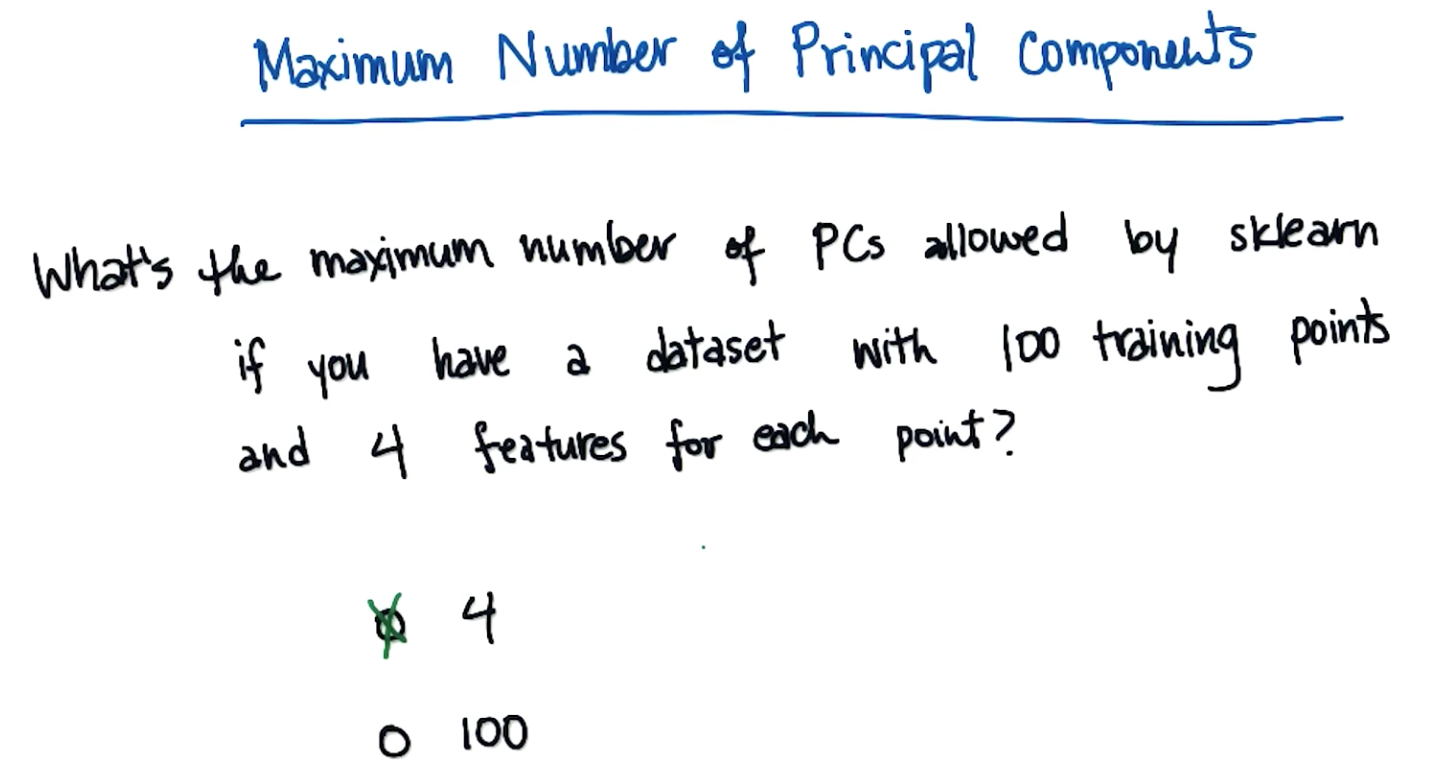 Maximum Number of Principal Components
What's the maximum number of PCs allowed by sklearn
if you have a dataset with 100 training points
and 4 features for each point?
4
100